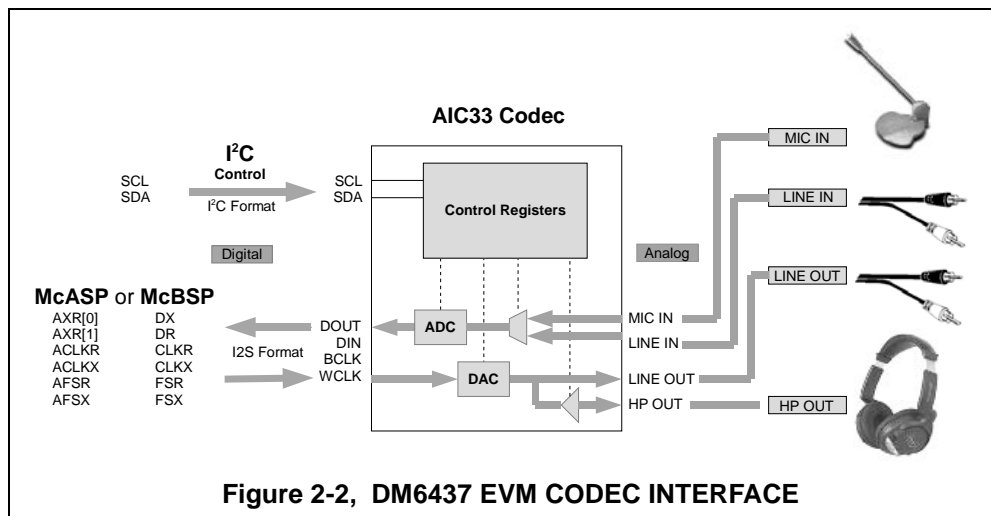 AIC33 Codec
I²C
Control
SCL
SDA
I²C Format
SCL
SDA
Control Registers
MIC IN
LINE IN
LINE OUT
HP OUT
Digital
Analog
McASP or McBSP
AXR[0] DX
AXR[1] DR
ACLKR CLKR
ACLKX CLKX
AFSR FSR
AFSX FSX
I2S Format
DOUT
DIN
BCLK
WCLK
ADC
DAC
MIC IN
LINE IN
LINE OUT
HP OUT
Figure 2-2, DM6437 EVM CODEC INTERFACE